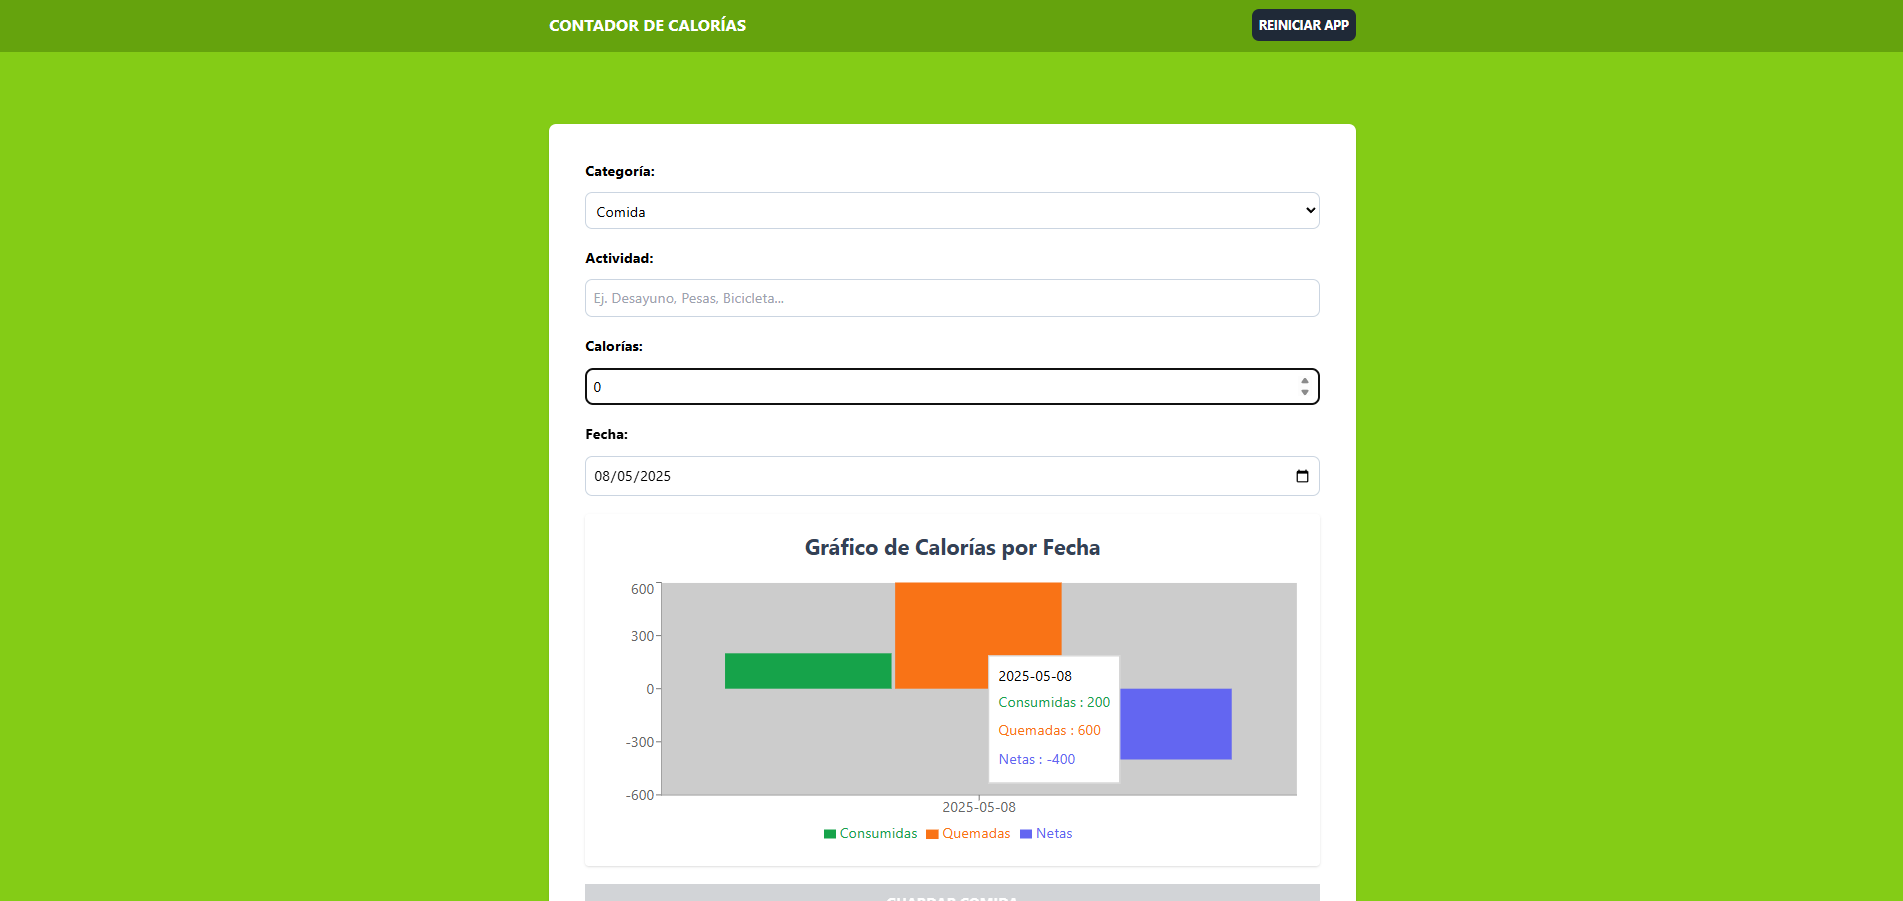 CONTADOR DE CALORÍAS
REINICIAR APP
Categoría:
Comida
Actividad:
Ej. Desayuno, Pesas, Bicicleta...
Calorías:
0
Fecha:
08/05/2025
Gráfico de Calorías por Fecha
600
300
0
-300
-600
2025-05-08
Consumidas : 200
Quemadas : 600
Netas : -400
2025-05-08
Consumidas Quemadas Netas
GUARDAR COMIDA